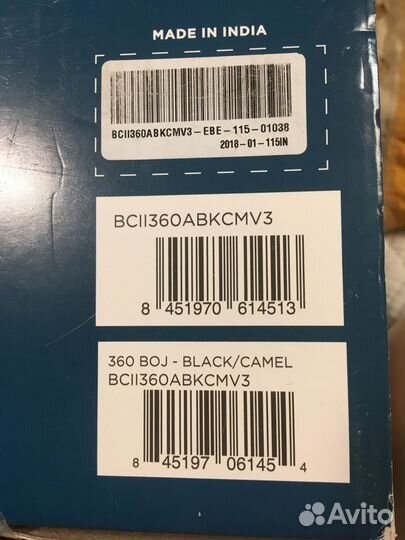 MADE IN INDIA
BCII360ABKCMV3-EBE-115-01038
2018-01-115IN
BCII360ABKCMV3
8 451970 614513
360 BOJ - BLACK/CAMEL
BCII360ABKCMV3
8 45197 06145 4
Avito